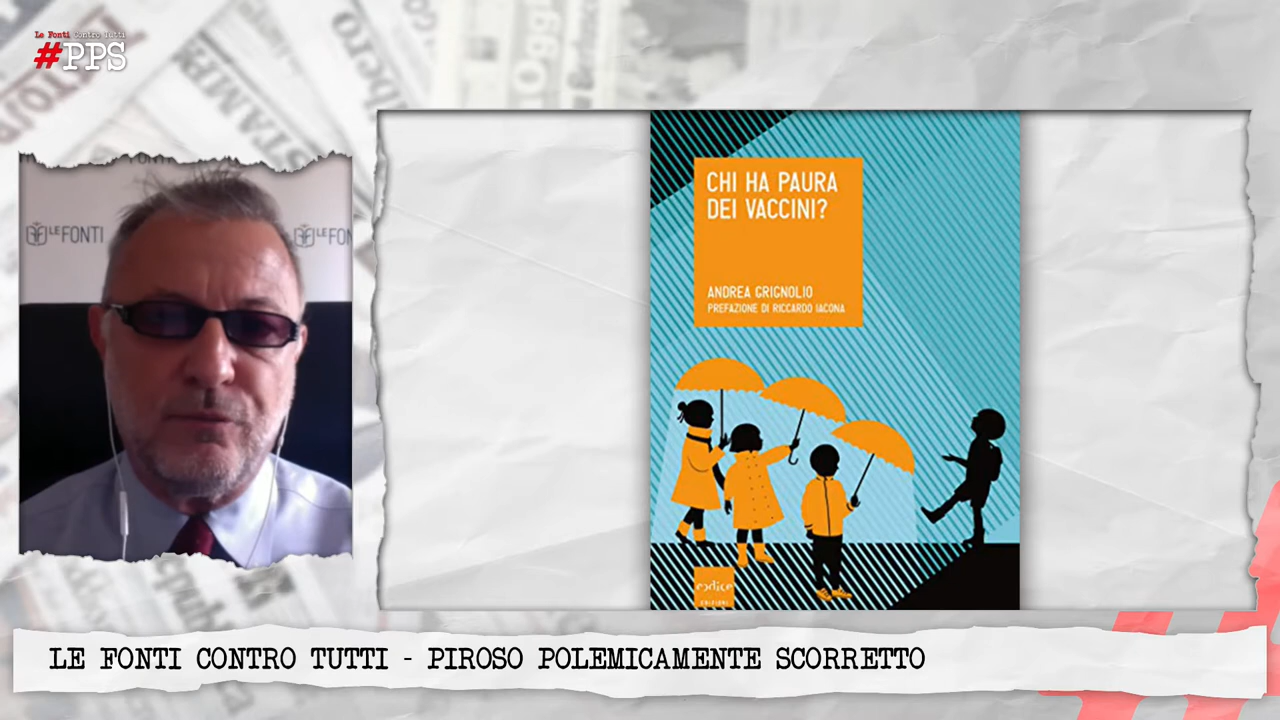 Le Fonti Contro Tutti
#PPS
LE FONTI
LE FON
CHI HA PAURA
DEI VACCINI?
ANDREA GRIGNOLIO
PREFAZIONE DI RICCARDO IACONA
codice
EDIZIONI
LE FONTI CONTRO TUTTI - PIROSO POLEMICAMENTE SCORRETTO